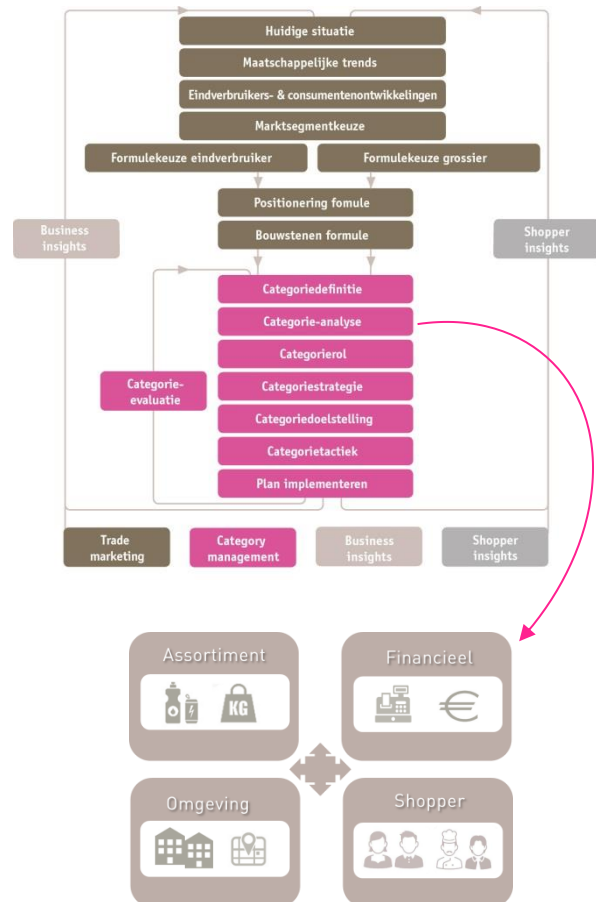 Huidige situatie
Maatschappelijke trends
Eindverbruikers- & consumentenontwikkelingen
Marktsegmentkeuze
Formulekeuze eindverbruiker
Formulekeuze grossier
Positionering fomule
Bouwstenen formule
Business
insights
Shopper
insights
Categoriedefinitie
Categorie-analyse
Categorierol
Categoriestrategie
Categoriedoelstelling
Categorietactiek
Plan implementeren
Categorie-
evaluatie
Trade
marketing
Category
management
Business
insights
Shopper
insights
Assortiment
KG
Financieel
€
Omgeving
Shopper